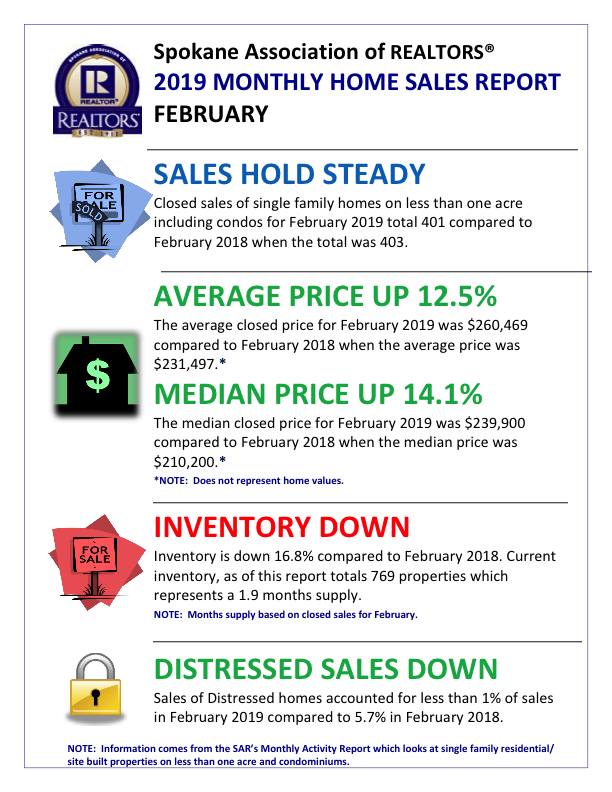 Spokane Association of REALTORS®
2019 MONTHLY HOME SALES REPORT
FEBRUARY
SPOKANE ASSOCIATION OF
R
REALTOR®
REALTORS®
EST 1911
SALES HOLD STEADY
Closed sales of single family homes on less than one acre
including condos for February 2019 total 401 compared to
February 2018 when the total was 403.
FOR
SALE
SOLD
AVERAGE PRICE UP 12.5%
The average closed price for February 2019 was $260,469
compared to February 2018 when the average price was
$231,497.*
$
MEDIAN PRICE UP 14.1%
The median closed price for February 2019 was $239,900
compared to February 2018 when the median price was
$210,200.*
*NOTE: Does not represent home values.
INVENTORY DOWN
Inventory is down 16.8% compared to February 2018. Current
inventory, as of this report totals 769 properties which
represents a 1.9 months supply.
NOTE: Months supply based on closed sales for February.
FOR
SALE
DISTRESSED SALES DOWN
Sales of Distressed homes accounted for less than 1% of sales
in February 2019 compared to 5.7% in February 2018.
NOTE: Information comes from the SAR's Monthly Activity Report which looks at single family residential/
site built properties on less than one acre and condominiums.